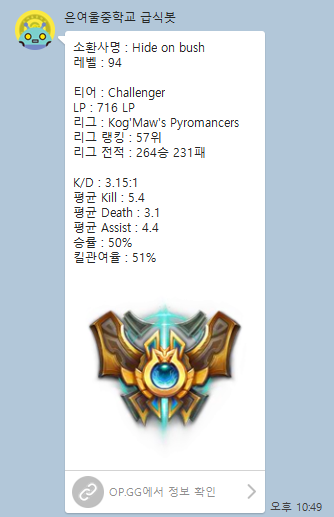 은여울중학교 급식봇
소환사명 : Hide on bush
레벨 : 94
티어 : Challenger
LP : 716 LP
리그 : Kog'Maw's Pyromancers
리그 랭킹 : 57위
리그 전적 : 264승 231패
K/D : 3.15:1
평균 Kill : 5.4
평균 Death : 3.1
평균 Assist : 4.4
승률 : 50%
킬관여율 : 51%
OP.GG에서 정보 확인
오후 10:49